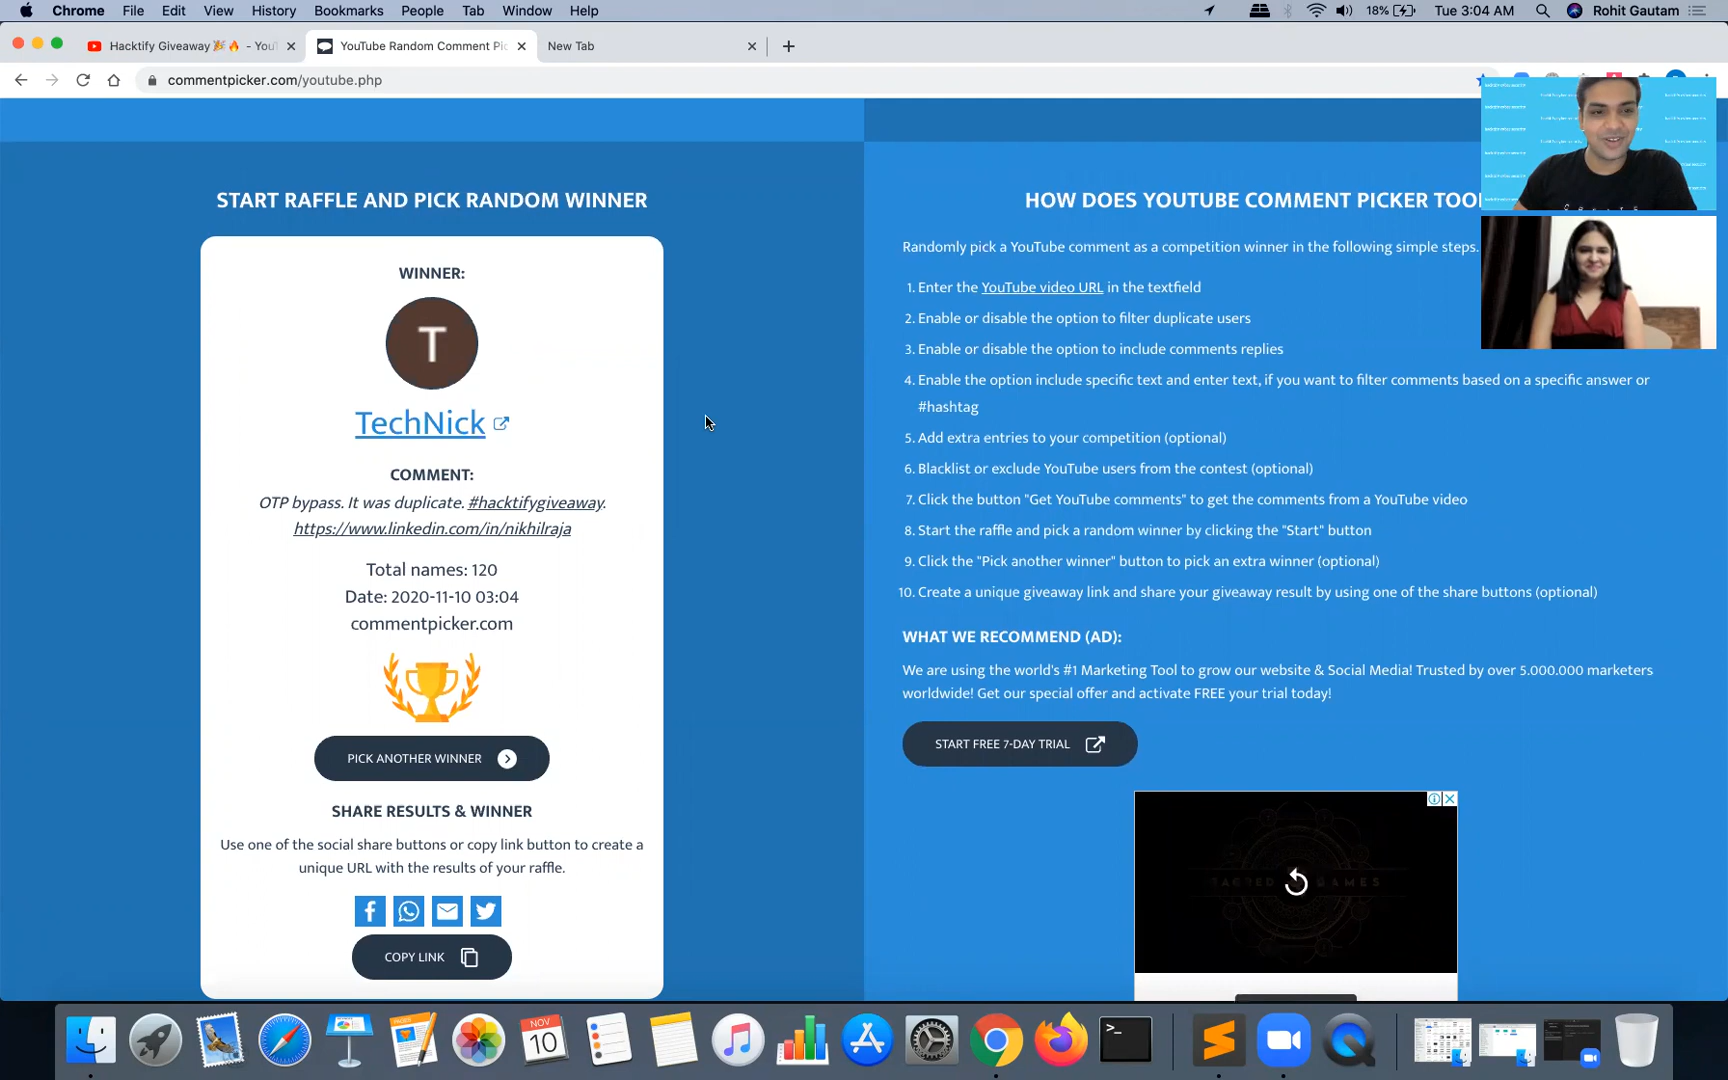 Chrome File Edit View History Bookmarks People Tab Window Help 18% Tue 3:04 AM Rohit Gautam
Hacktify Giveaway🎉🔥 - You YouTube Random Comment Pic New Tab
commentpicker.com/youtube.php
START RAFFLE AND PICK RANDOM WINNER
WINNER:
T
TechNick
COMMENT:
OTP bypass. It was duplicate. #hacktifygiveaway.
https://www.linkedin.com/in/nikhilraja
Total names: 120
Date: 2020-11-10 03:04
commentpicker.com
PICK ANOTHER WINNER
SHARE RESULTS & WINNER
Use one of the social share buttons or copy link button to create a
unique URL with the results of your raffle.
COPY LINK
HOW DOES YOUTUBE COMMENT PICKER TOO
Randomly pick a YouTube comment as a competition winner in the following simple steps.
1. Enter the YouTube video URL in the textfield
2. Enable or disable the option to filter duplicate users
3. Enable or disable the option to include comments replies
4. Enable the option include specific text and enter text, if you want to filter comments based on a specific answer or
#hashtag
5. Add extra entries to your competition (optional)
6. Blacklist or exclude YouTube users from the contest (optional)
7. Click the button "Get YouTube comments" to get the comments from a YouTube video
8. Start the raffle and pick a random winner by clicking the "Start" button
9. Click the "Pick another winner" button to pick an extra winner (optional)
10. Create a unique giveaway link and share your giveaway result by using one of the share buttons (optional)
WHAT WE RECOMMEND (AD):
We are using the world's #1 Marketing Tool to grow our website & Social Media! Trusted by over 5.000.000 marketers
worldwide! Get our special offer and activate FREE your trial today!
START FREE 7-DAY TRIAL
NOV
10